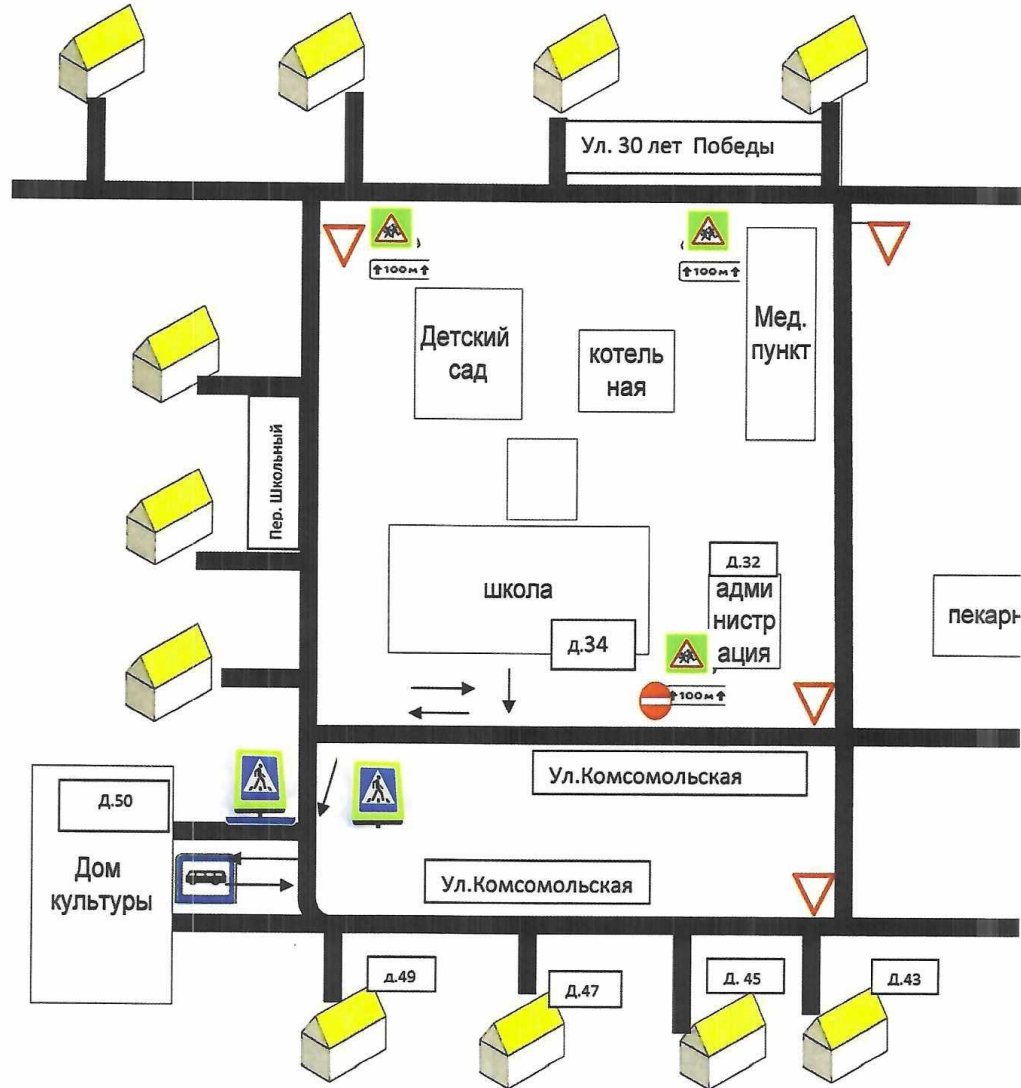 Ул. 30 лет Победы
↑100м↑
↑100м↑
Детский
сад
котель
ная
Мед.
пункт
Пер. Школьный
школа
д.34
Д.32
адми
нистр
ация
↑100м↑
пекарн
Ул.Комсомольская
Д.50
Дом
культуры
Ул.Комсомольская
д.49
Д.47
Д. 45
Д.43